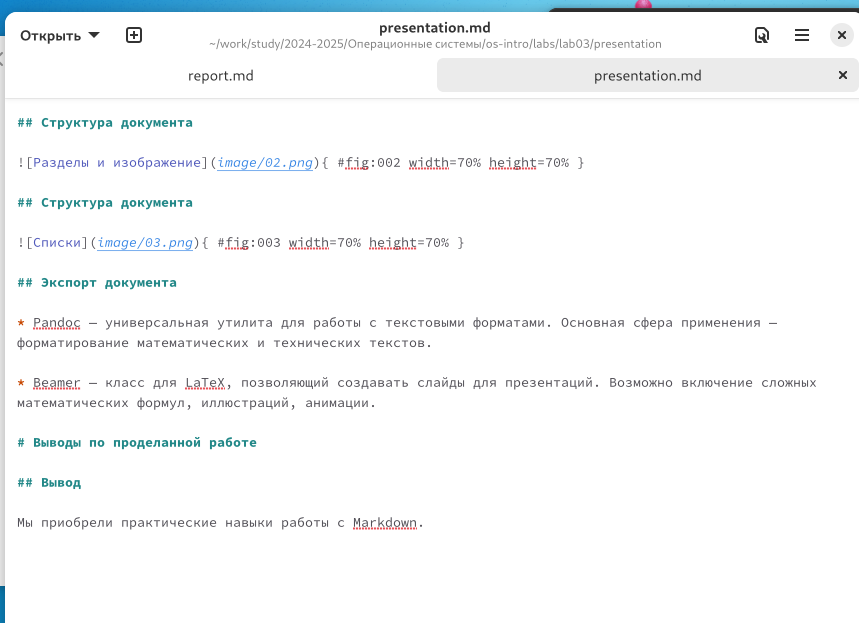 Открыть
presentation.md
~/work/study/2024-2025/Операционные системы/os-intro/labs/lab03/presentation
report.md
presentation.md
## Структура документа
![Разделы и изображение](image/02.png){ #fig:002 width=70% height=70% }
## Структура документа
![Списки](image/03.png){ #fig:003 width=70% height=70% }
## Экспорт документа
* Pandoc — универсальная утилита для работы с текстовыми форматами. Основная сфера применения —
форматирование математических и технических текстов.
* Beamer — класс для LaTeX, позволяющий создавать слайды для презентаций. Возможно включение сложных
математических формул, иллюстраций, анимации.
# Выводы по проделанной работе
## Вывод
Мы приобрели практические навыки работы с Markdown.